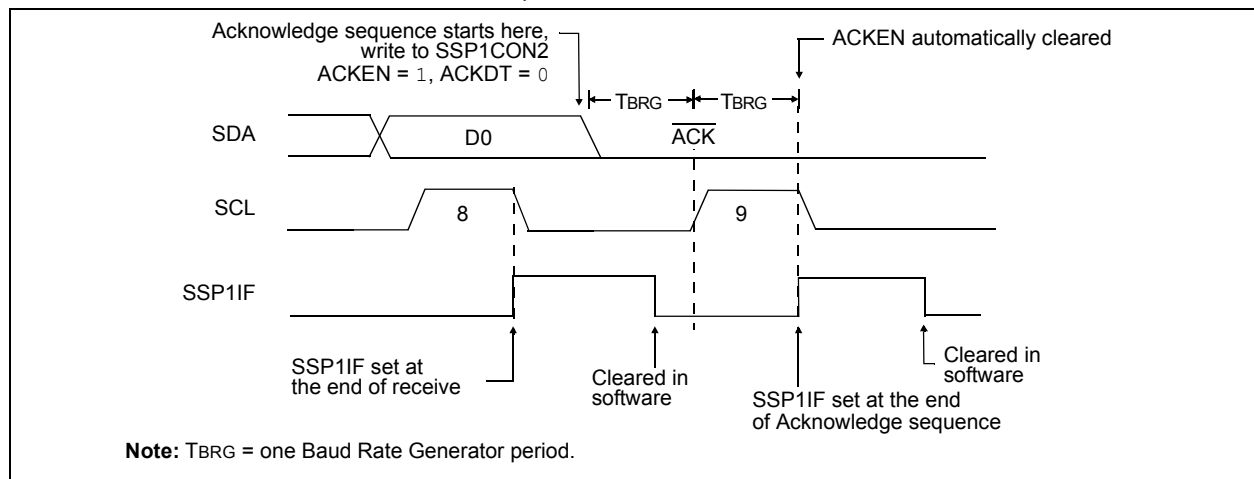 Acknowledge sequence starts here,
write to SSP1CON2
ACKEN = 1, ACKDT = 0
ACKEN automatically cleared
TBRG
TBRG
SDA
D0
ACK
SCL
8
9
SSP1IF
SSP1IF set at
the end of receive
Cleared in
software
SSP1IF set at the end
of Acknowledge sequence
Cleared in
software
Note: TBRG = one Baud Rate Generator period.